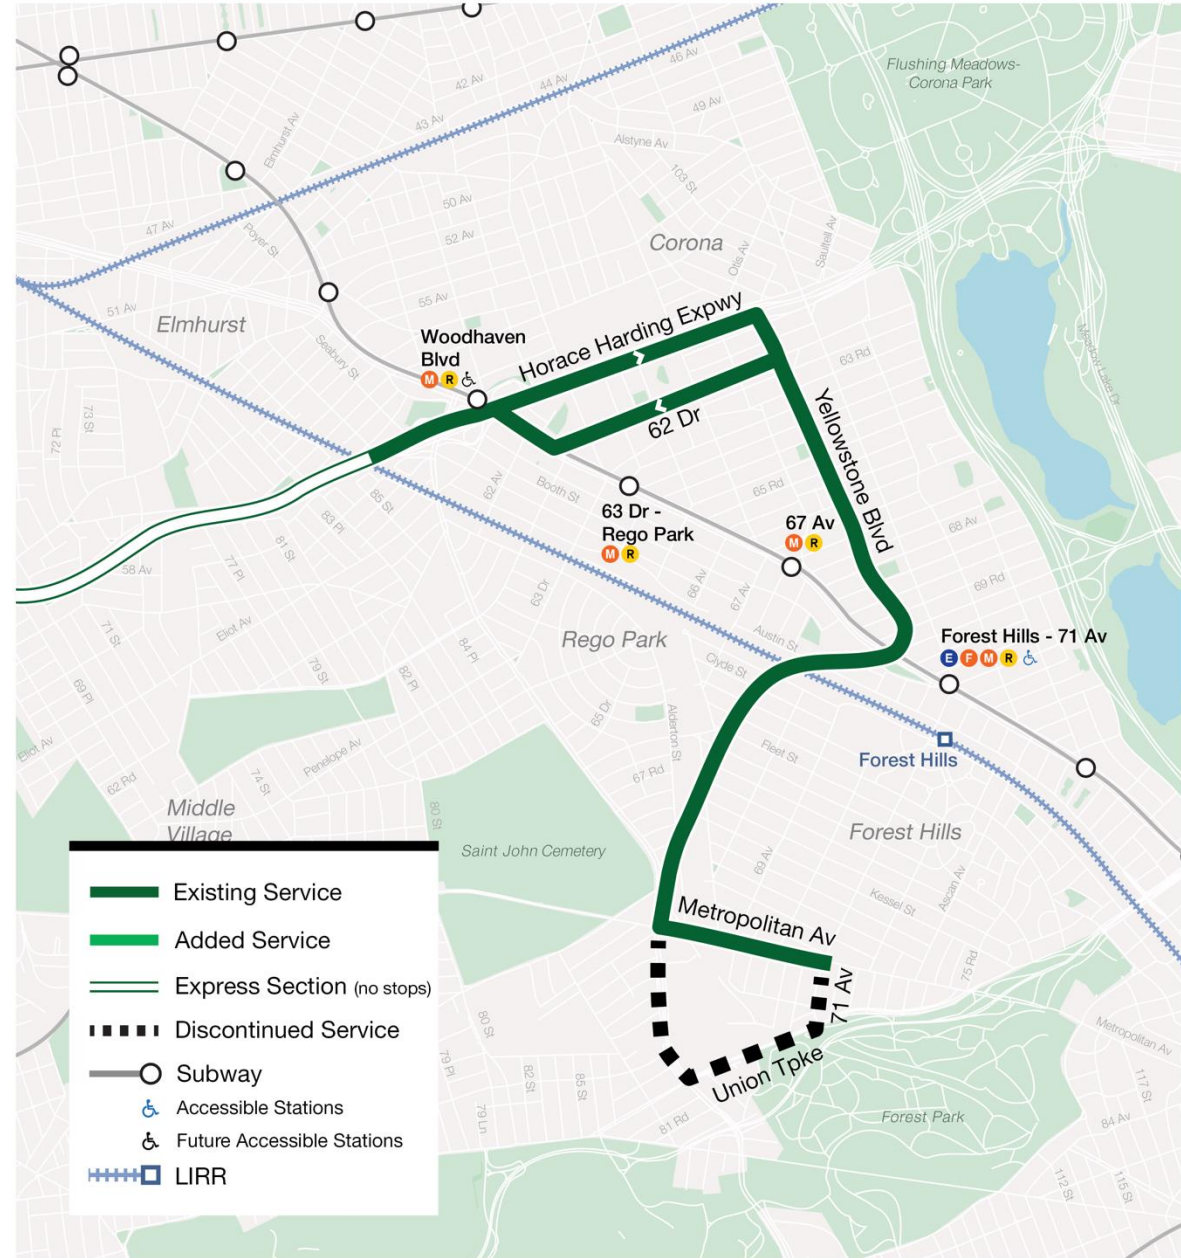 Flushing Meadows-
Corona Park
46 Av
42 Av
44 Av
49 Av
43 Av
Elmhurst Av
Alstyne Av
103 St
50 Av
47 Av
Poyer St
52 Av
Corona
Otis Av
Saultell Av
55 Av
51 Av
Elmhurst
Seabury St
Woodhaven
Blvd
M R
Horace Harding Expwy
63 Rd
Meadow Lake Dr
73 St
72 Pl
62 Dr
Yellowstone Blvd
62 Av
Booth St
65 Rd
85 St
83 Pl
81 St
77 Pl
58 Av
63 Dr -
Rego Park
M R
67 Av
M R
68 Av
69 Rd
66 Av
67 Av
63 Dr
71 St
Eliot Av
84 Pl
Rego Park
Austin St
Clyde St
Forest Hills - 71 Av
E F M R
79 St
82 Pl
69 Pl
65 Dr
Alderton St
Fleet St
Forest Hills
Eliot Av
Penelope Av
62 Rd
74 St
67 Rd
Middle
Village
80 St
Saint John Cemetery
69 Av
Forest Hills
Kessel St
Ascan Av
Metropolitan Av
75 Rd
71 Av
Union Tpke
Metropolitan Av
80 St
79 Pl
82 St
85 St
79 Ln
81 Rd
Forest Park
117 St
84 Av
112 St
115 St
Existing Service
Added Service
Express Section (no stops)
Discontinued Service
Subway
Accessible Stations
Future Accessible Stations
LIRR